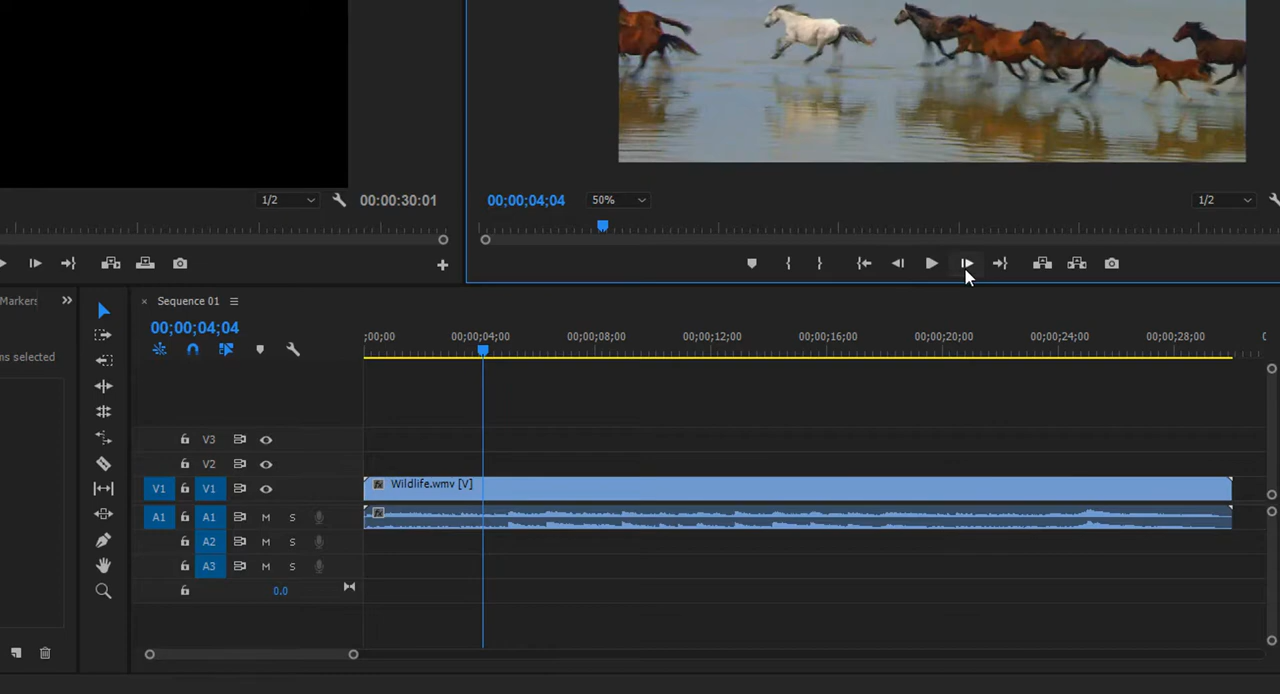 1/2 00:00:30:01
00;00;04;04 50% 1/2
Markers
ms selected
Sequence 01
00;00;04;04
;00;00 00;00;04;00 00;00;08;00 00;00;12;00 00;00;16;00 00;00;20;00 00;00;24;00 00;00;28;00
V3
V2
V1 V1 Wildlife.wmv [V]
A1 A1 M S
A2 M S
A3 M S
0.0